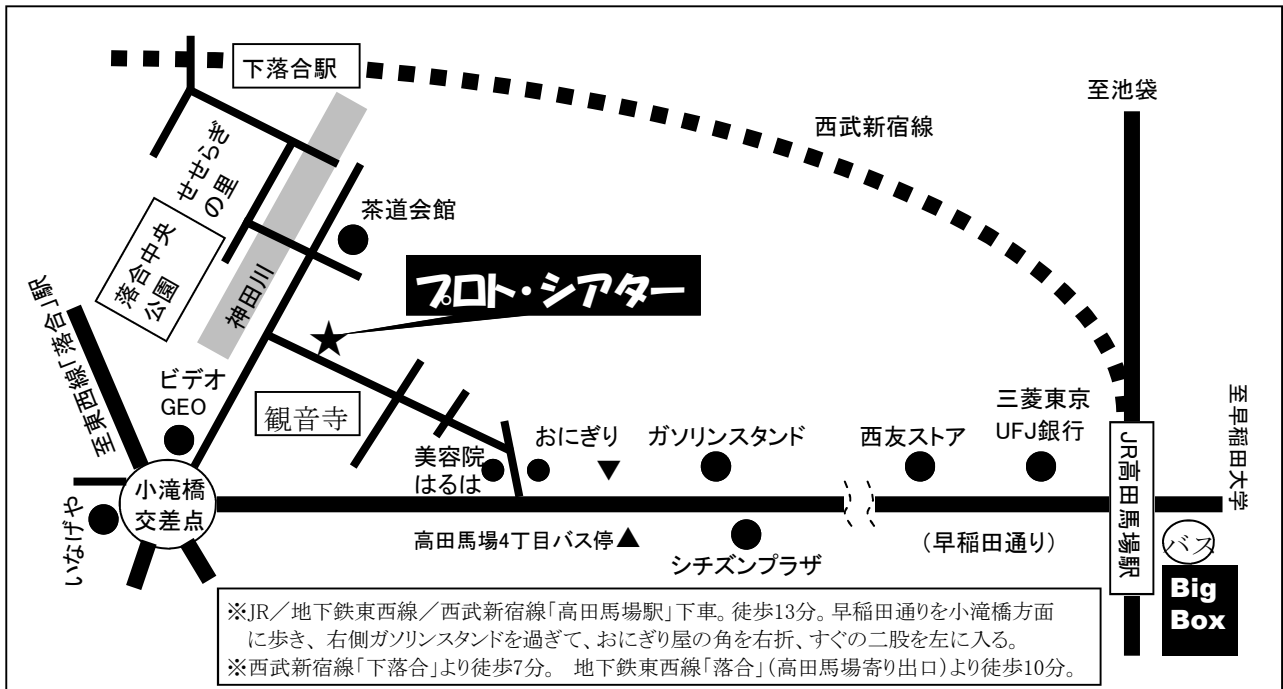 下落合駅
至池袋
西武新宿線
せせらぎ
の里
茶道会館
落合中央
公園
神田川
プロト・シアター
至東西線「落合」駅
ビデオ
GEO
観音寺
三菱東京
UFJ銀行
至早稲田大学
美容院
はるは
おにぎり
ガソリンスタンド
西友ストア
JR高田馬場駅
小滝橋
交差点
いなげや
高田馬場4丁目バス停
シチズンプラザ
(早稲田通り)
バス
Big
Box
※JR/地下鉄東西線/西武新宿線「高田馬場駅」下車。徒歩13分。早稲田通りを小滝橋方面
に歩き、右側ガソリンスタンドを過ぎて、おにぎり屋の角を右折、すぐの二股を左に入る。
※西武新宿線「下落合」より徒歩7分。 地下鉄東西線「落合」(高田馬場寄り出口)より徒歩10分。